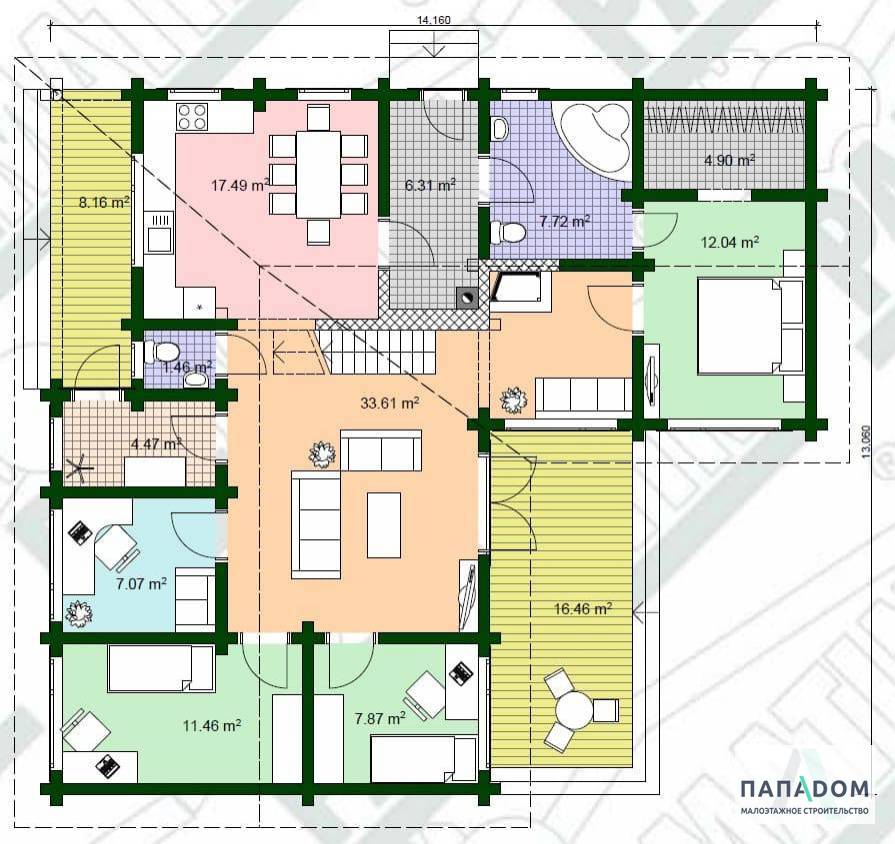 14.160
17.49 m²
6.31 m²
4.90 m²
8.16 m²
7.72 m²
12.04 m²
1.46 m²
33.61 m²
4.47 m²
13.060
7.07 m²
16.46 m²
11.46 m²
7.87 m²
ПАПАДОМ
МАЛОЭТАЖНОЕ СТРОИТЕЛЬСТВО